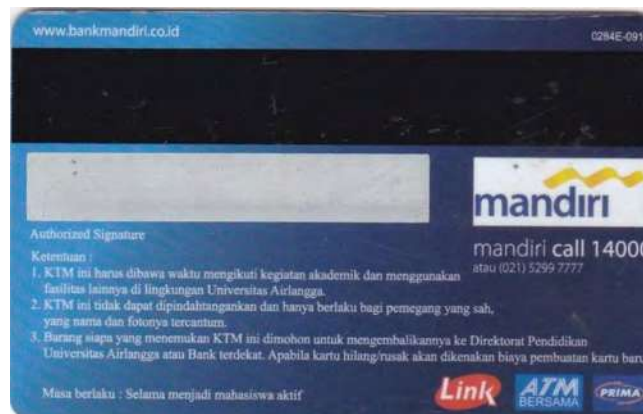 www.bankmandiri.co.id
0284E-091
Authorized Signature
mandiri
mandiri call 14000
atau (021) 5299 7777
Ketentuan :
1. KTM ini harus dibawa waktu mengikuti kegiatan akademik dan menggunakan
fasilitas lainnya di lingkungan Universitas Airlangga.
2. KTM ini tidak dapat dipindahtangankan dan hanya berlaku bagi pemegang yang sah,
yang nama dan fotonya tercantum.
3. Barang siapa yang menemukan KTM ini dimohon untuk mengembalikannya ke Direktorat Pendidikan
Universitas Airlangga atau Bank terdekat. Apabila kartu hilang/rusak akan dikenakan biaya pembuatan kartu baru
Masa berlaku : Selama menjadi mahasiswa aktif
Link
ATM
BERSAMA
PRIMA